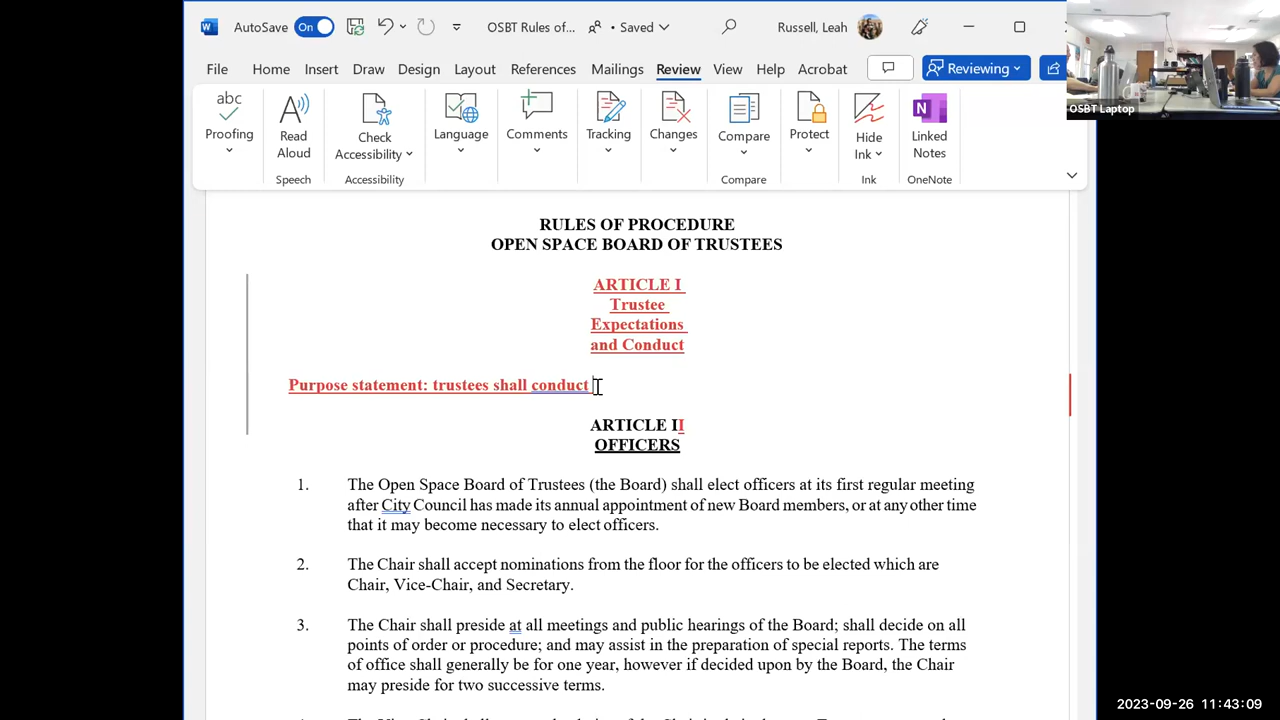 AutoSave On OSBT Rules of... • Saved Russell, Leah
File Home Insert Draw Design Layout References Mailings Review View Help Acrobat Reviewing
abc
Proofing Read Aloud Check Accessibility Language Comments Tracking Changes Compare Protect Hide Ink Linked Notes
Speech Accessibility Compare Ink OneNote
OSBT Laptop
RULES OF PROCEDURE
OPEN SPACE BOARD OF TRUSTEES
ARTICLE I
Trustee
Expectations
and Conduct
Purpose statement: trustees shall conduct
ARTICLE II
OFFICERS
1. The Open Space Board of Trustees (the Board) shall elect officers at its first regular meeting
after City Council has made its annual appointment of new Board members, or at any other time
that it may become necessary to elect officers.
2. The Chair shall accept nominations from the floor for the officers to be elected which are
Chair, Vice-Chair, and Secretary.
3. The Chair shall preside at all meetings and public hearings of the Board; shall decide on all
points of order or procedure; and may assist in the preparation of special reports. The terms
of office shall generally be for one year, however if decided upon by the Board, the Chair
may preside for two successive terms.
2023-09-26 11:43:09